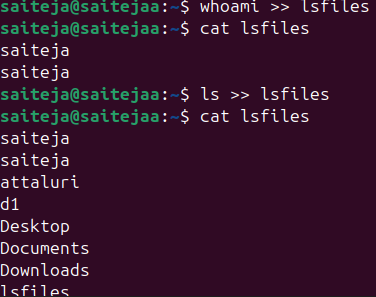 saiteja@saitejaa:~$ whoami >> lsfiles
saiteja@saitejaa:~$ cat lsfiles
saiteja
saiteja
saiteja@saitejaa:~$ ls >> lsfiles
saiteja@saitejaa:~$ cat lsfiles
saiteja
saiteja
attaluri
d1
Desktop
Documents
Downloads
lsfiles